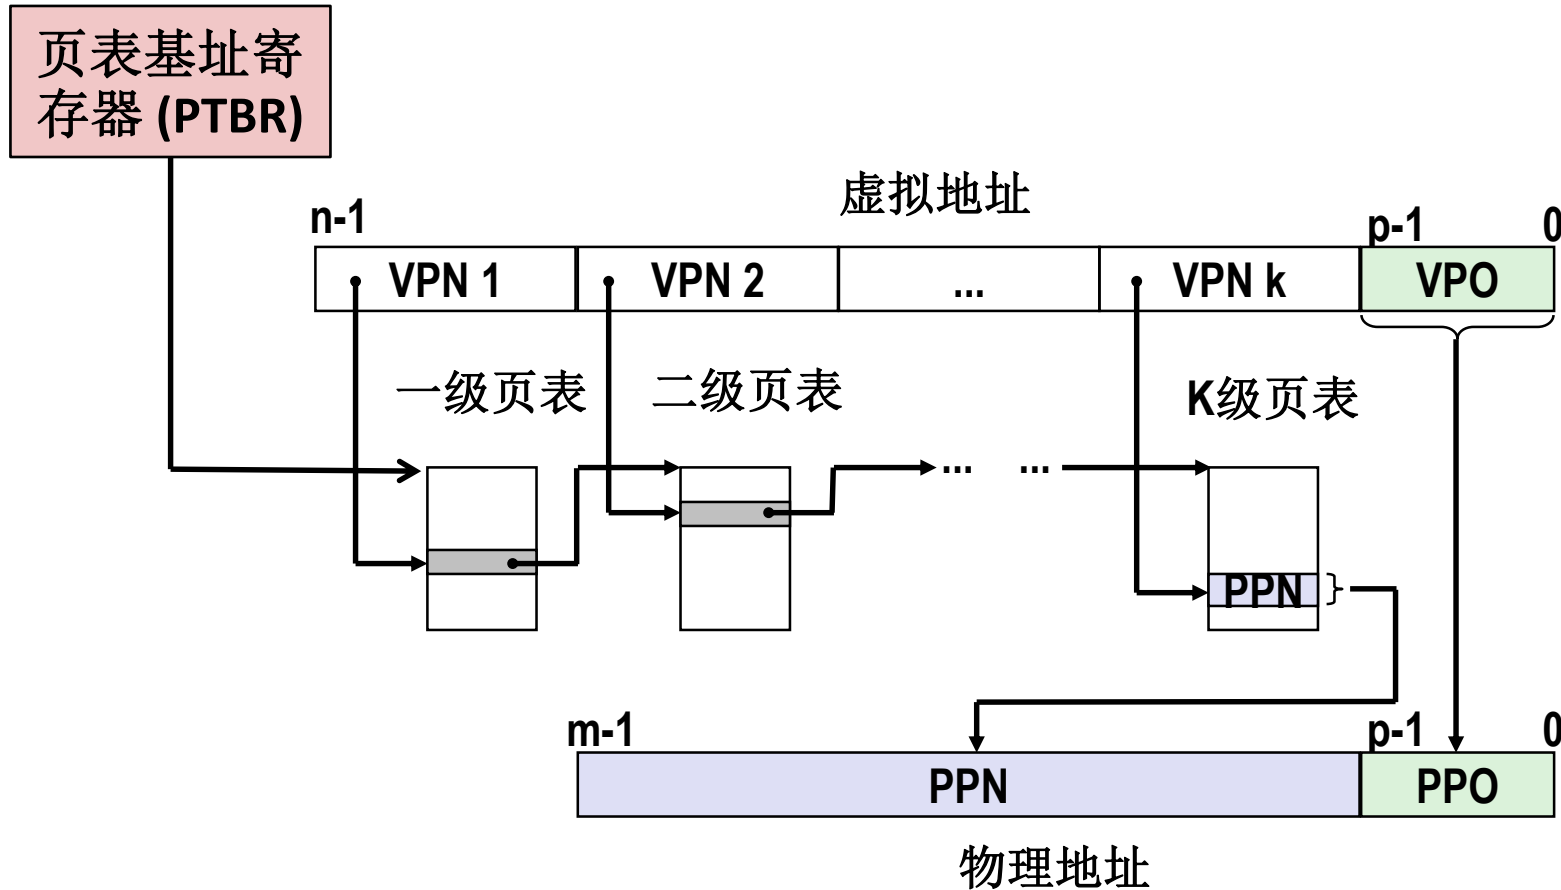 页表基址寄
存器 (PTBR)
虚拟地址
n-1
p-1
0
VPN 1
VPN 2
...
VPN k
VPO
一级页表
二级页表
K级页表
...
...
PPN
m-1
p-1
0
PPN
PPO
物理地址